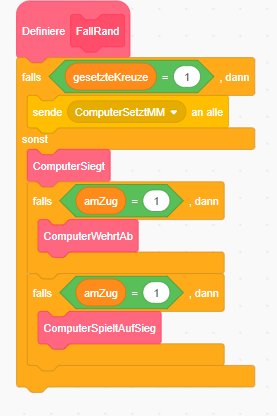 Definiere FallRand
falls gesetzteKreuze = 1 , dann
sende ComputerSetztMM an alle
sonst
ComputerSiegt
falls amZug = 1 , dann
ComputerWehrtAb
falls amZug = 1 , dann
ComputerSpieltAufSieg